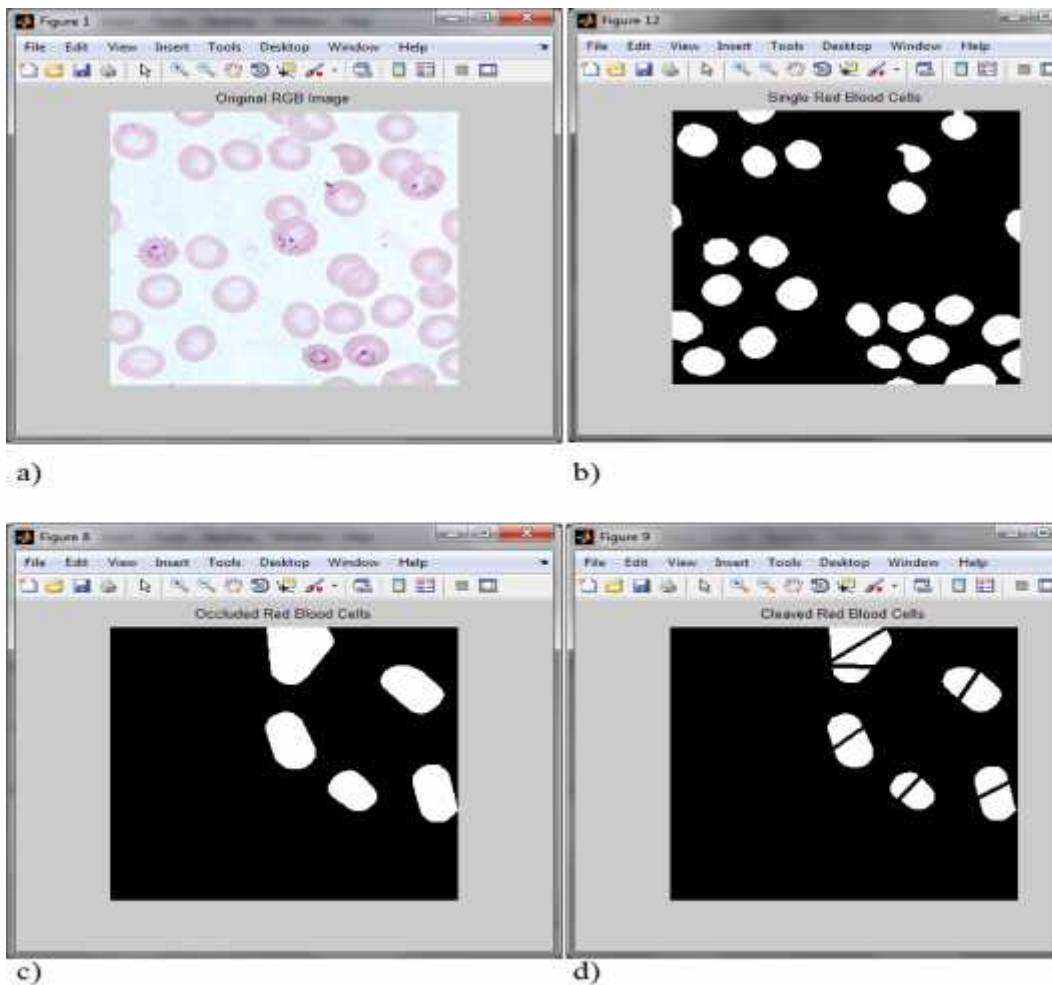 Figure 1
File Edit View Insert Tools Desktop Window Help
Original RGB Image
a)
Figure 12
File Edit View Insert Tools Desktop Window Help
Single Red Blood Cells
b)
Figure 8
File Edit View Insert Tools Desktop Window Help
Occluded Red Blood Cells
c)
Figure 9
File Edit View Insert Tools Desktop Window Help
Cleaved Red Blood Cells
d)